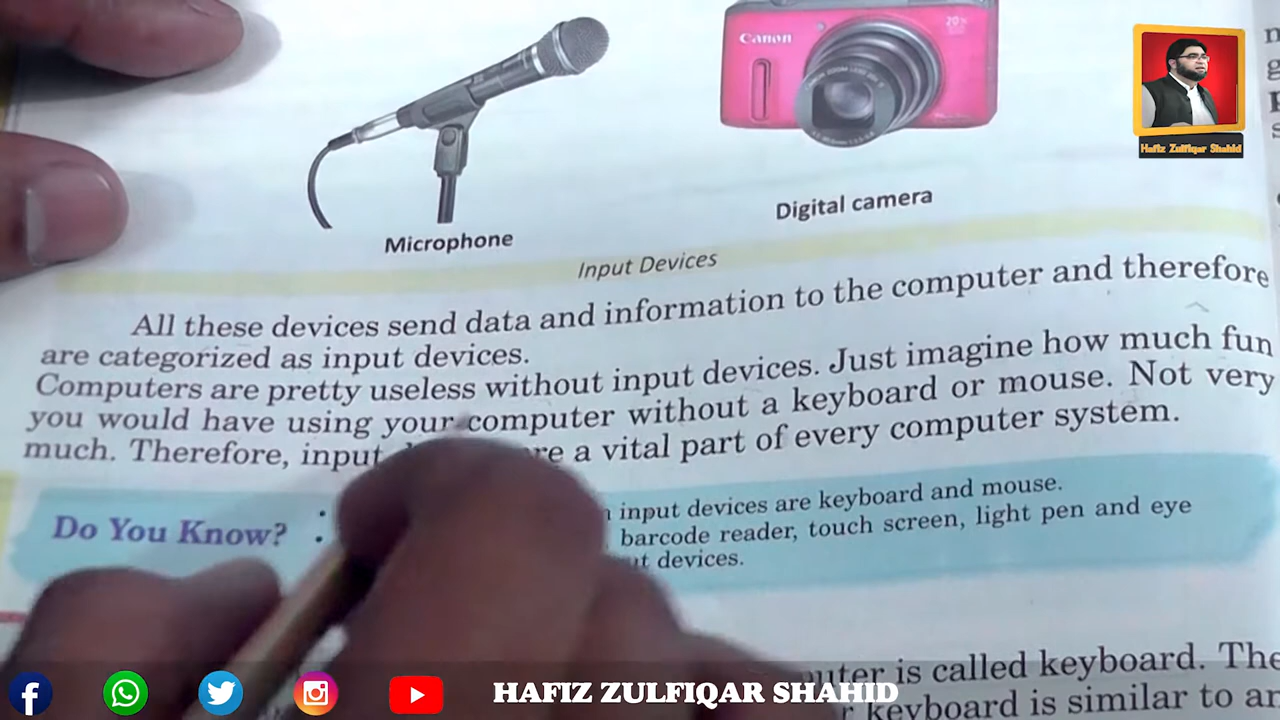 Canon
20x
Hafiz Zulfiqar Shahid
Digital camera
Microphone
Input Devices
All these devices send data and information to the computer and therefore
are categorized as input devices.
Computers are pretty useless without input devices. Just imagine how much fun
you would have using your computer without a keyboard or mouse. Not very
much. Therefore, input a vital part of every computer system.
Do You Know?
input devices are keyboard and mouse.
barcode reader, touch screen, light pen and eye
devices.
is called keyboard. The
keyboard is similar to an
HAFIZ ZULFIQAR SHAHID